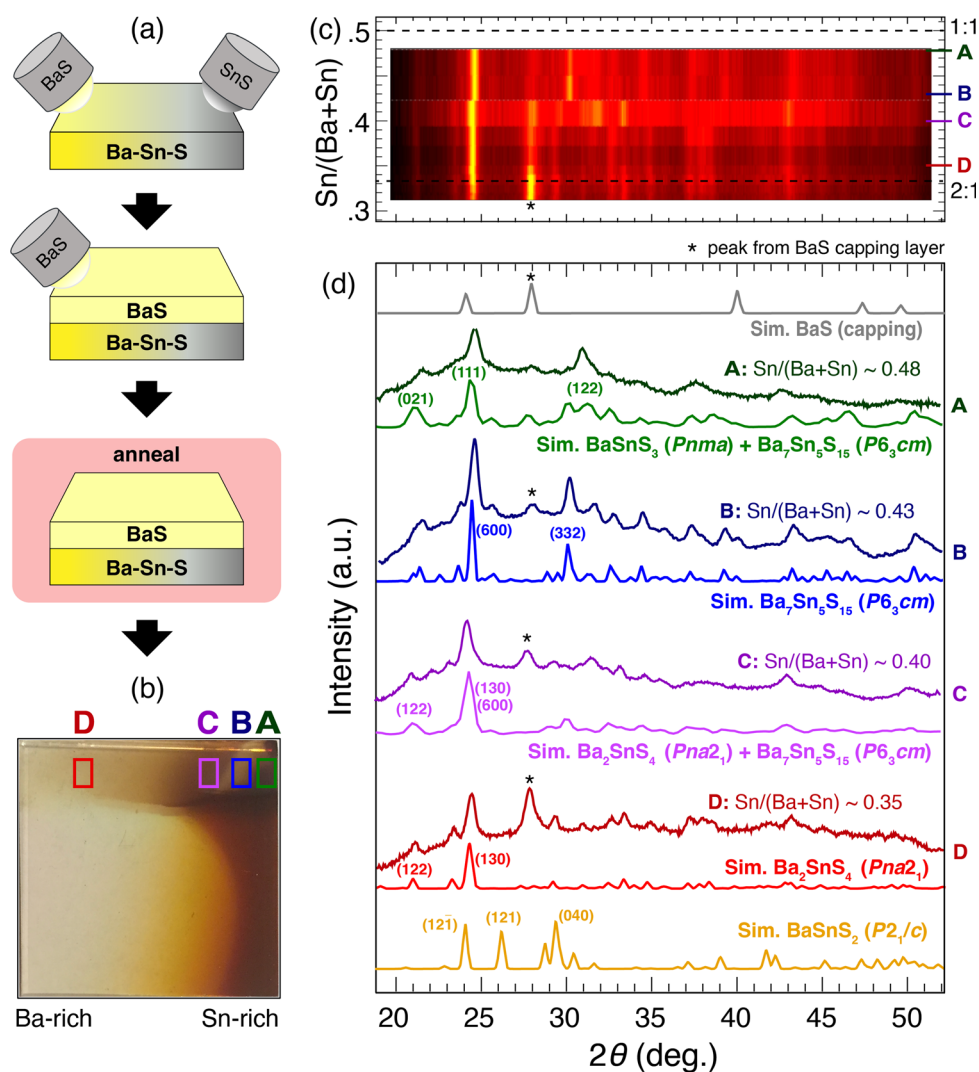 (a)
BaS
SnS
Ba-Sn-S
BaS
BaS
Ba-Sn-S
anneal
BaS
Ba-Sn-S
(b)
D C B A
Ba-rich Sn-rich
(c)
Sn/(Ba+Sn)
.5
.4
.3
1:1
A
B
C
D
2:1
*
* peak from BaS capping layer
(d)
Intensity (a.u.)
*
Sim. BaS (capping)
A: Sn/(Ba+Sn) ~ 0.48
(021) (111) (122)
A
Sim. BaSnS₃ (Pnma) + Ba₇Sn₅S₁₅ (P6₃cm)
*
B: Sn/(Ba+Sn) ~ 0.43
(600) (332)
B
Sim. Ba₇Sn₅S₁₅ (P6₃cm)
*
C: Sn/(Ba+Sn) ~ 0.40
(122) (130)
(600)
C
Sim. Ba₂SnS₄ (Pna2₁) + Ba₇Sn₅S₁₅ (P6₃cm)
*
D: Sn/(Ba+Sn) ~ 0.35
(122) (130)
D
Sim. Ba₂SnS₄ (Pna2₁)
(121̄) (121) (040)
Sim. BaSnS₂ (P2₁/c)
20 25 30 35 40 45 50
2θ (deg.)